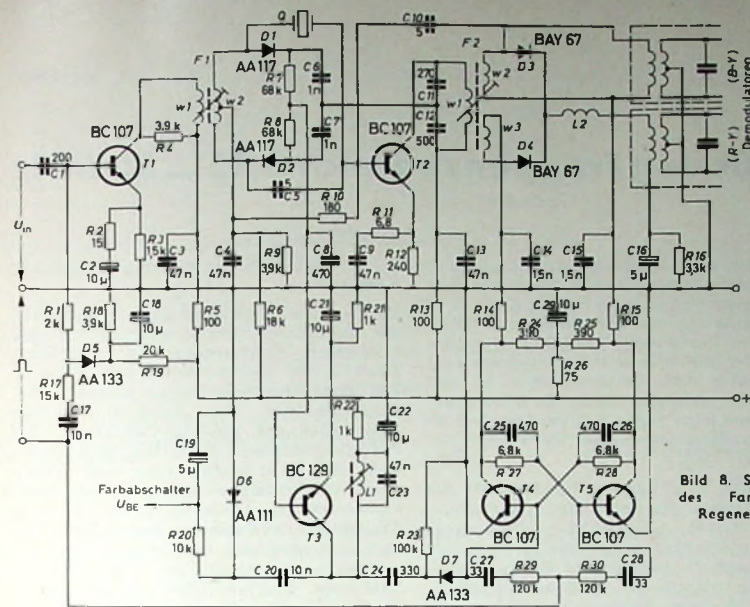 Q
C10
5
F1
D1
AA117
R7
68k
C6
1n
w1
w2
R8
68k
C7
1n
AA117
D2
5
C5
BC107
3,9k
R4
T1
200
C1
F2
BAY 67
D3
w2
270
C11
w1
C12
500
w3
L2
D4
BAY 67
BC107
T2
(B-Y)
(R-Y)
Demodulatoren
R10
180
R11
6,8
R12
240
R2
15
C2
10µ
R3
1,5k
C3
47n
C4
47n
R9
3,9k
C8
470
C9
47n
C13
47n
C14
1,5n
C15
1,5n
C16
5µ
R16
3,3k
Uin
R1
2k
R18
3,9k
C18
10µ
R5
100
R6
18k
C21
10µ
R21
1k
R13
100
R14
100
C29
10µ
R24
390
R25
390
R15
100
D5
AA133
20k
R19
R26
75
+
R17
15k
C17
10n
C19
5µ
R22
1k
C22
10µ
C25
470
470
C26
6,8k
R27
6,8k
R28
Farbabschalter
UBE
D6
AA111
BC129
T3
L1
47n
C23
T4
BC107
T5
BC107
Bild 8. S
des Far
Regene
R20
10k
R23
100k
D7
AA133
C20
10n
C24
330
C27
33
R29
120k
R30
120k
C28
33